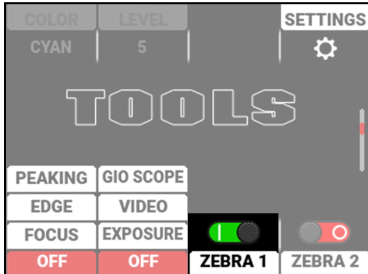 COLOR LEVEL SETTINGS
CYAN 5
TOOLS
PEAKING GIO SCOPE
EDGE VIDEO
FOCUS EXPOSURE
OFF OFF ZEBRA 1 ZEBRA 2